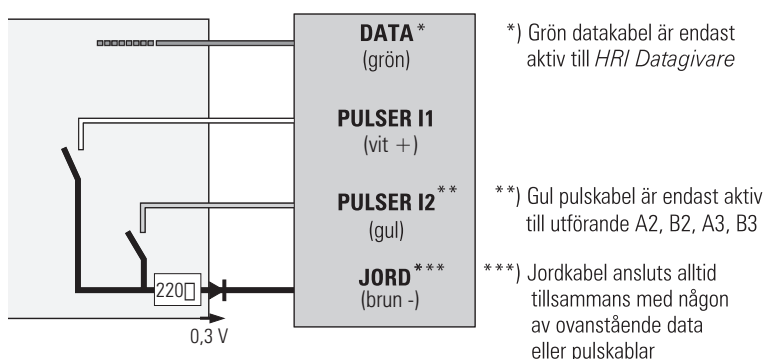 DATA*
(grön)
*) Grön datakabel är endast
aktiv till HRI Datagivare
PULSER I1
(vit +)
PULSER I2**
(gul)
**) Gul pulskabel är endast aktiv
till utförande A2, B2, A3, B3
JORD***
(brun -)
***) Jordkabel ansluts alltid
tillsammans med någon
av ovanstående data
eller pulskablar
220▯
0,3 V